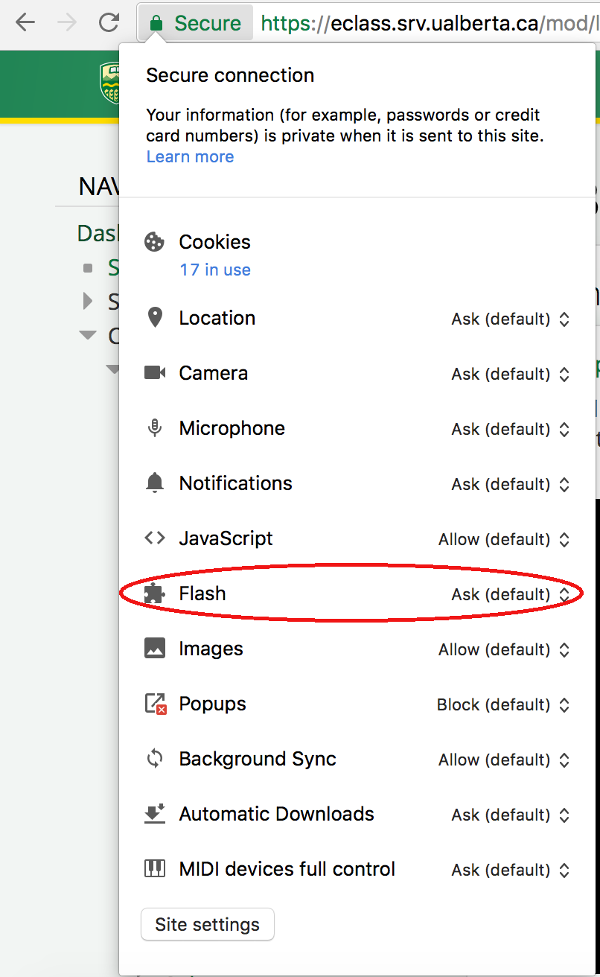 Secure https://eclass.srv.ualberta.ca/mod/
Secure connection
Your information (for example, passwords or credit
card numbers) is private when it is sent to this site.
Learn more
NAV
Dash
Cookies
17 in use
S
Location Ask (default)
S
C
Camera Ask (default)
Microphone Ask (default)
Notifications Ask (default)
JavaScript Allow (default)
Flash Ask (default)
Images Allow (default)
Popups Block (default)
Background Sync Allow (default)
Automatic Downloads Ask (default)
MIDI devices full control Ask (default)
Site settings